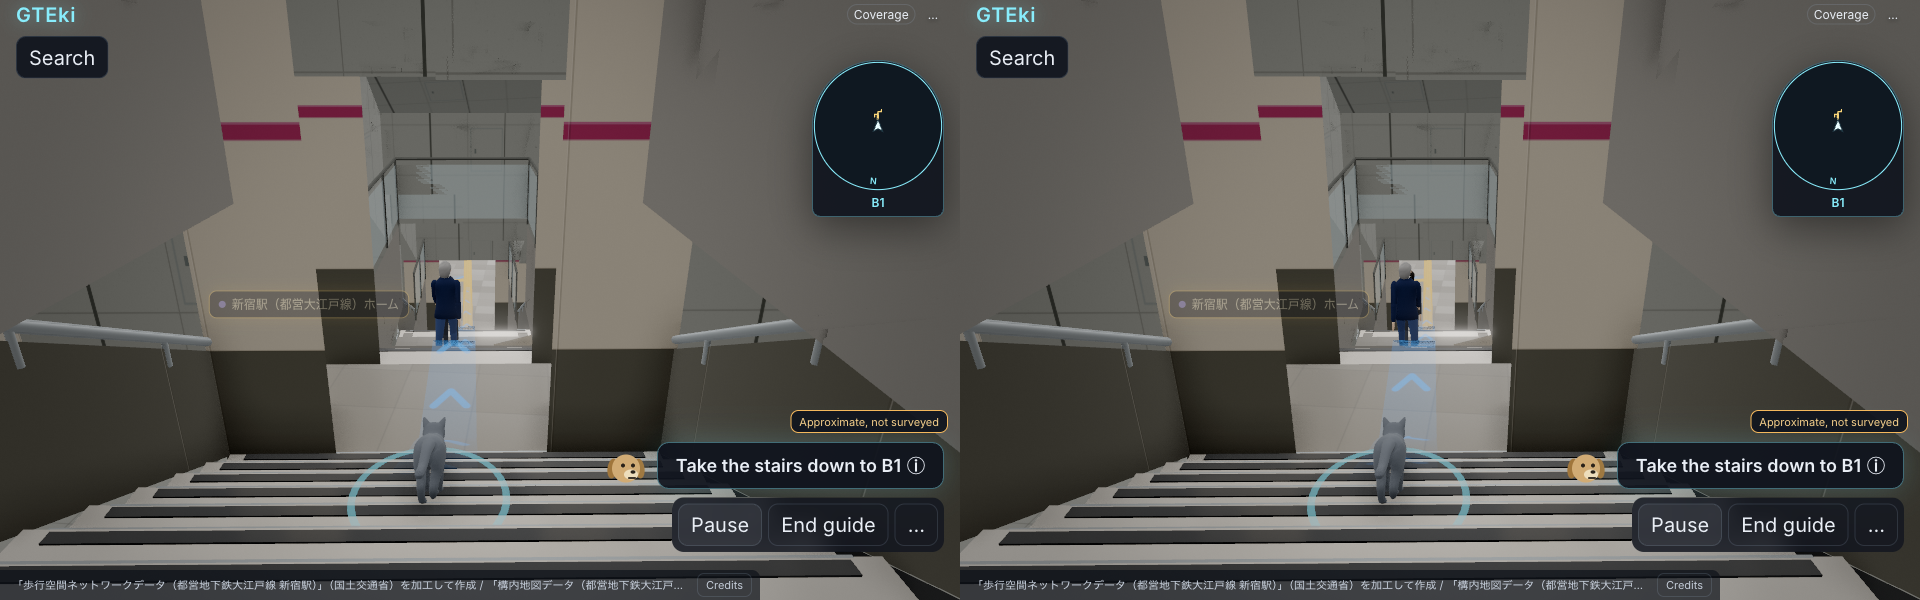 GTEki
Coverage
...
Search
N
B1
新宿駅（都営大江戸線）ホーム
Approximate, not surveyed
Take the stairs down to B1 ⓘ
Pause
End guide
...
「歩行空間ネットワークデータ（都営地下鉄大江戸線 新宿駅）」（国土交通省）を加工して作成 / 「構内地図データ（都営地下鉄大江戸...
Credits
GTEki
Coverage
...
Search
N
B1
新宿駅（都営大江戸線）ホーム
Approximate, not surveyed
Take the stairs down to B1 ⓘ
Pause
End guide
...
「歩行空間ネットワークデータ（都営地下鉄大江戸線 新宿駅）」（国土交通省）を加工して作成 / 「構内地図データ（都営地下鉄大江戸...
Credits